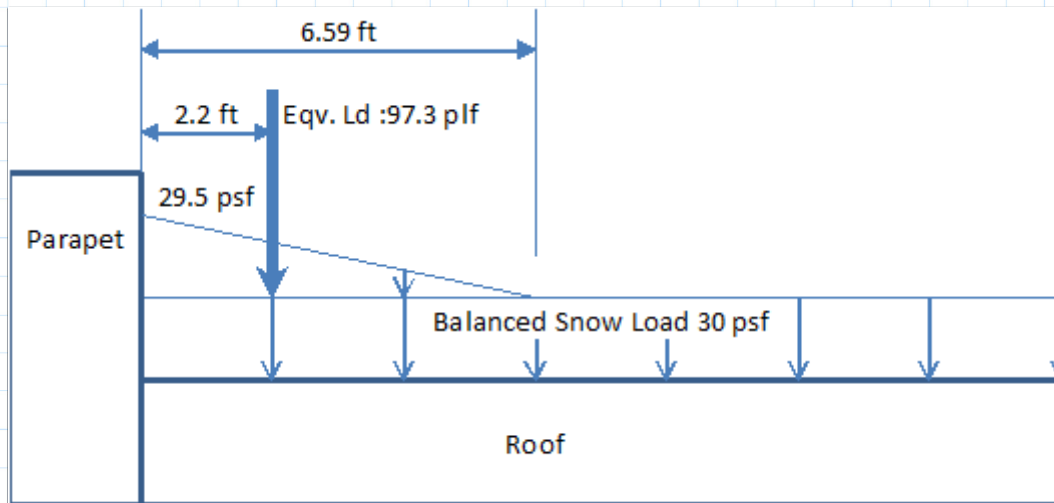 6.59 ft
2.2 ft
Eqv. Ld :97.3 plf
29.5 psf
Parapet
Balanced Snow Load 30 psf
Roof